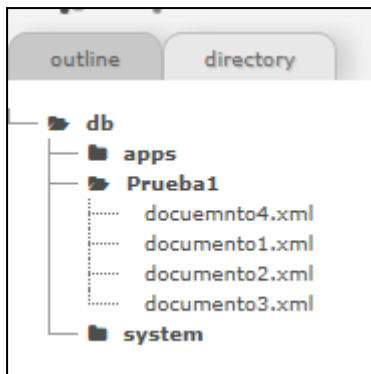 outline directory
db
apps
Prueba1
docuemnto4.xml
documento1.xml
documento2.xml
documento3.xml
system